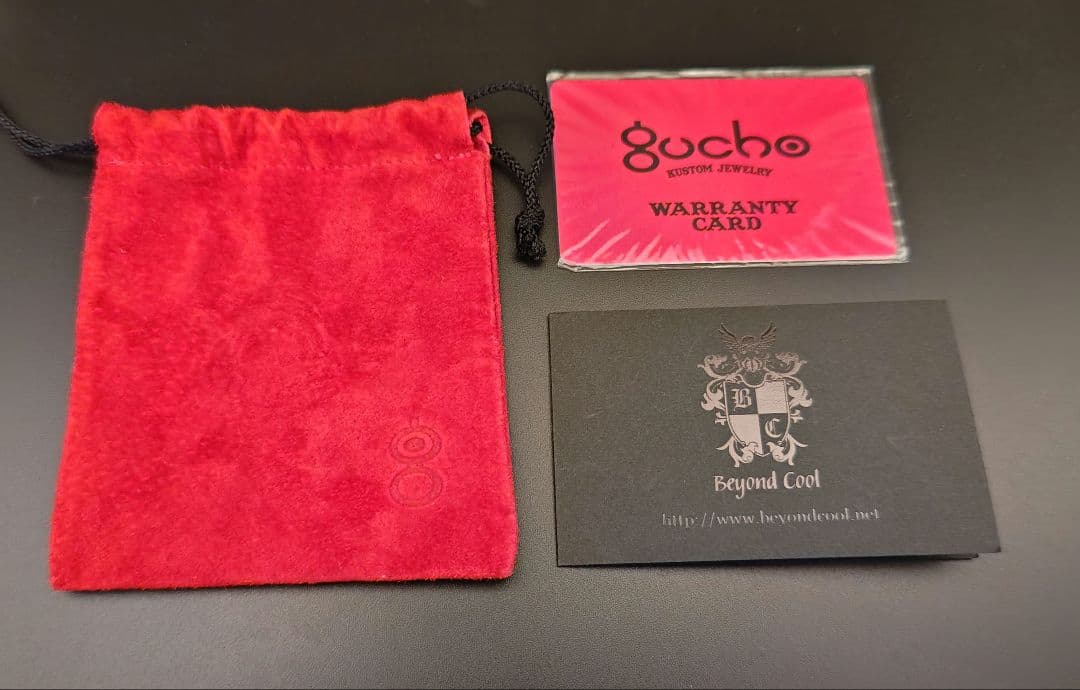 g
gucho
KUSTOM JEWELRY
WARRANTY
CARD
B
C
Beyond Cool
http://www.beyondcool.net